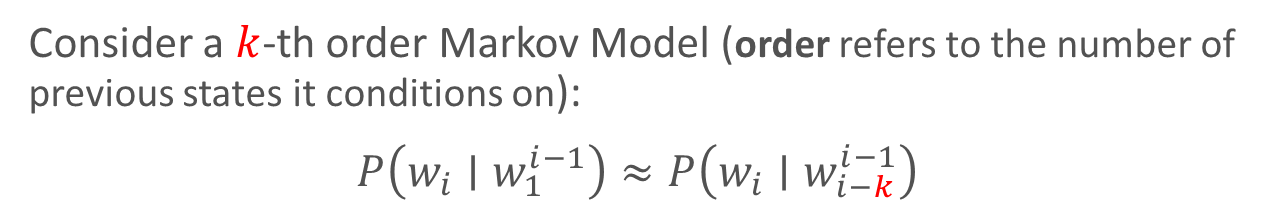 Consider a k-th order Markov Model (order refers to the number of
previous states it conditions on):
P(w_i | w_1^{i−1}) ≈ P(w_i | w_{i−k}^{i−1})